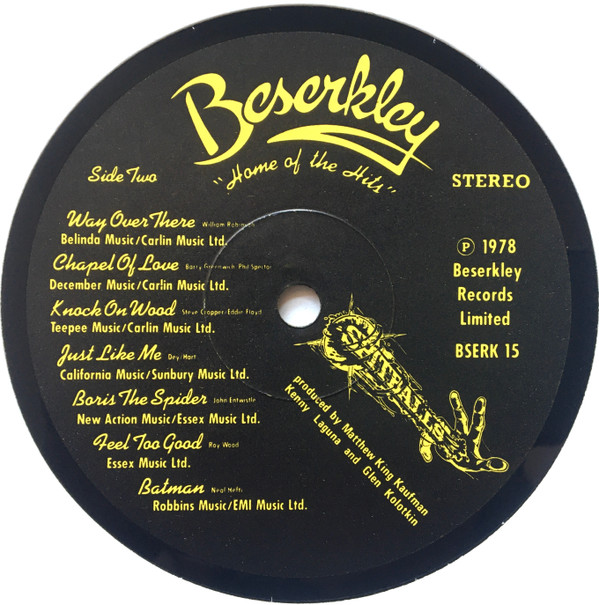 Beserkley
"Home of the Hits"
Side Two
STEREO
Way Over There William Robinson
Belinda Music/Carlin Music Ltd.
Chapel Of Love Barry Greenwich Phil Spector
December Music/Carlin Music Ltd.
Knock On Wood Steve Cropper/Eddie Floyd
Teepee Music/Carlin Music Ltd.
Just Like Me Dey/Hart
California Music/Sunbury Music Ltd.
Boris The Spider John Entwistle
New Action Music/Essex Music Ltd.
Feel Too Good Roy Wood
Essex Music Ltd.
Batman Neal Hefti
Robbins Music/EMI Music Ltd.
Ⓟ 1978
Beserkley
Records
Limited
BSERK 15
SMIRKS
produced by Matthew King Kaufman
Kenny Laguna and Glen Kolotkin